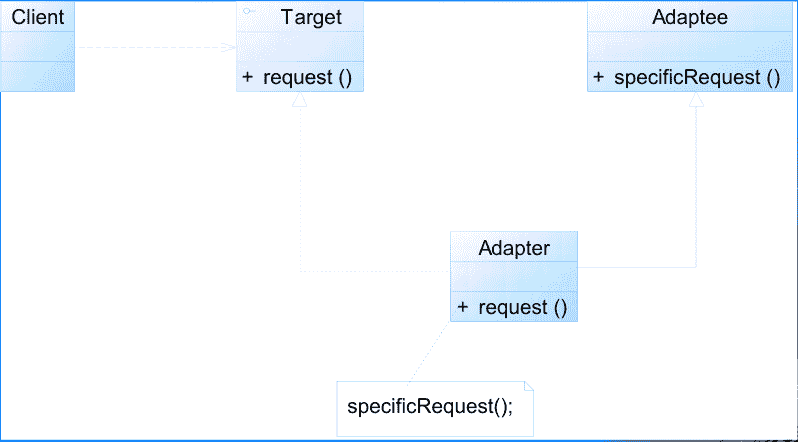 Client
Target
+ request ()
Adaptee
+ specificRequest ()
Adapter
+ request ()
specificRequest();